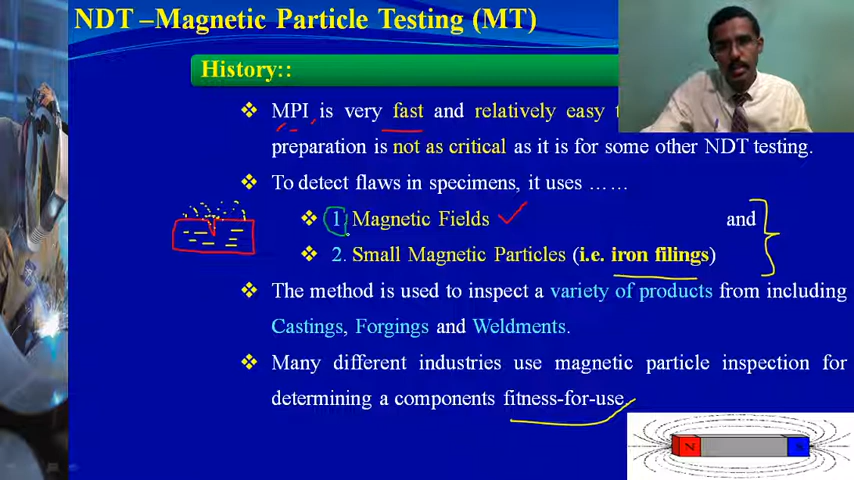 NDT –Magnetic Particle Testing (MT)
History::
❖ MPI is very fast and relatively easy
preparation is not as critical as it is for some other NDT testing.
❖ To detect flaws in specimens, it uses ……
❖ 1. Magnetic Fields and
❖ 2. Small Magnetic Particles (i.e. iron filings)
❖ The method is used to inspect a variety of products from including
Castings, Forgings and Weldments.
❖ Many different industries use magnetic particle inspection for
determining a components fitness-for-use.
N